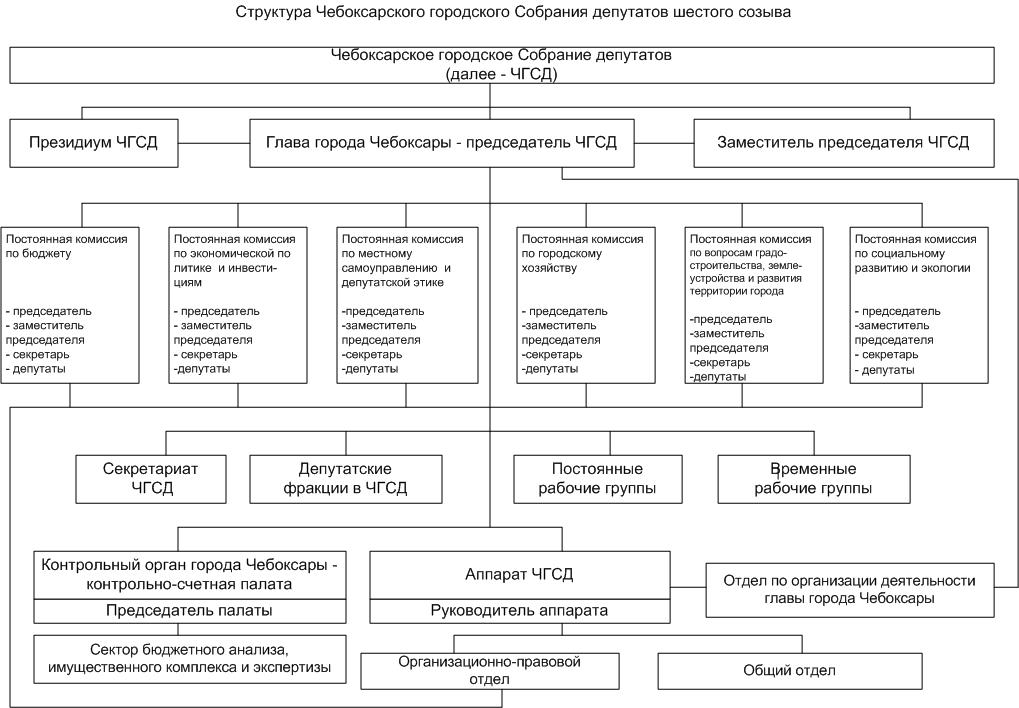 Структура Чебоксарского городского Собрания депутатов шестого созыва
Чебоксарское городское Собрание депутатов
(далее - ЧГСД)
Президиум ЧГСД
Глава города Чебоксары - председатель ЧГСД
Заместитель председателя ЧГСД
Постоянная комиссия
по бюджету
- председатель
- заместитель
председателя
- секретарь
- депутаты
Постоянная комиссия
по экономической по
литике и инвести-
циям
- председатель
- заместитель
председателя
- секретарь
-депутаты
Постоянная комиссия
по местному
самоуправлению и
депутатской этике
- председатель
-заместитель
председателя
-секретарь
-депутаты
Постоянная комиссия
по городскому
хозяйству
- председатель
-заместитель
председателя
-секретарь
-депутаты
Постоянная комиссия
по вопросам градо-
строительства, земле-
устройства и развития
территории города
-председатель
-заместитель
председателя
-секретарь
-депутаты
Постоянная комиссия
по социальному
развитию и экологии
- председатель
-заместитель
председателя
- секретарь
- депутаты
Секретариат
ЧГСД
Депутатские
фракции в ЧГСД
Постоянные
рабочие группы
Временные
рабочие группы
Контрольный орган города Чебоксары -
контрольно-счетная палата
Председатель палаты
Сектор бюджетного анализа,
имущественного комплекса и экспертизы
Аппарат ЧГСД
Руководитель аппарата
Отдел по организации деятельности
главы города Чебоксары
Организационно-правовой
отдел
Общий отдел